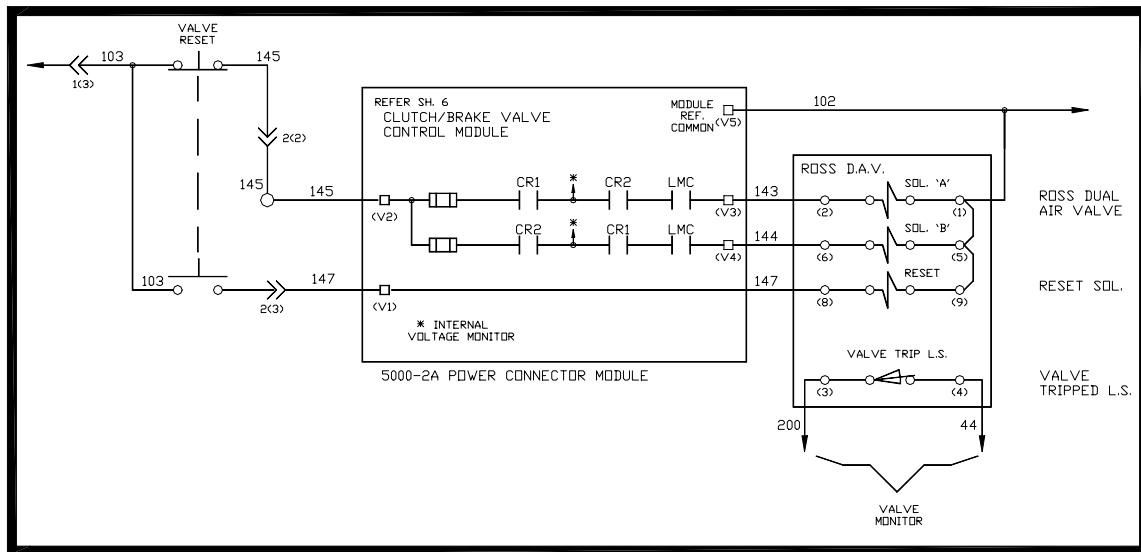 VALVE
RESET
103
145
1(3)
2(2)
145
145
REFER SH. 6
CLUTCH/BRAKE VALVE
CONTROL MODULE
MODULE
REF.
COMMON
(V5)
102
ROSS D.A.V.
(V2)
CR1
*
CR2
LMC
(V3)
143
(2)
SOL. 'A'
(1)
ROSS DUAL
AIR VALVE
CR2
*
CR1
LMC
(V4)
144
(6)
SOL. 'B'
(5)
103
2(3)
147
(V1)
147
(8)
RESET
(9)
RESET SOL.
* INTERNAL
VOLTAGE MONITOR
5000-2A POWER CONNECTOR MODULE
VALVE TRIP L.S.
(3)
(4)
VALVE
TRIPPED L.S.
200
44
VALVE
MONITOR